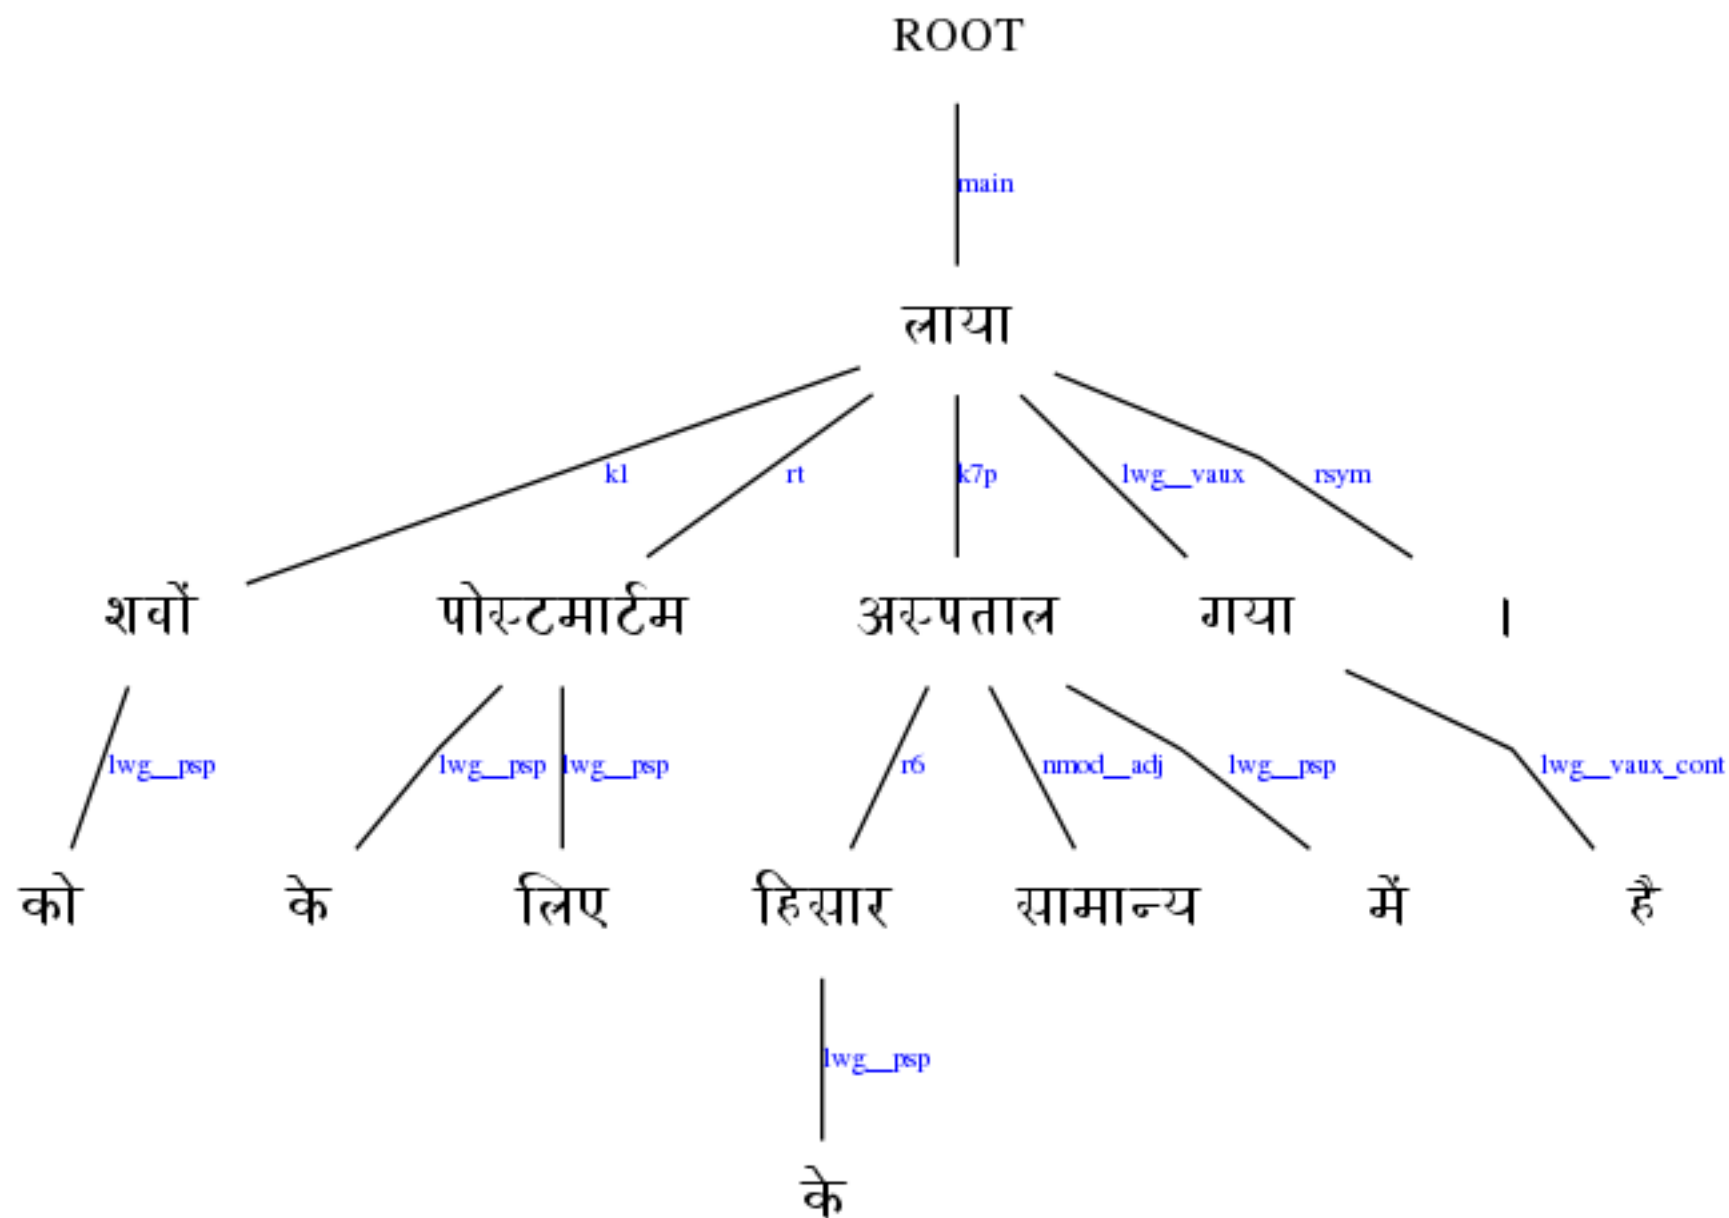 ROOT
main
लाया
k1 rt k7p lwg__vaux rsym
शवों पोस्टमार्टम अस्पताल गया ।
lwg__psp lwg__psp lwg__psp r6 nmod__adj lwg__psp lwg__vaux_cont
को के लिए हिसार सामान्य में है
lwg__psp
के